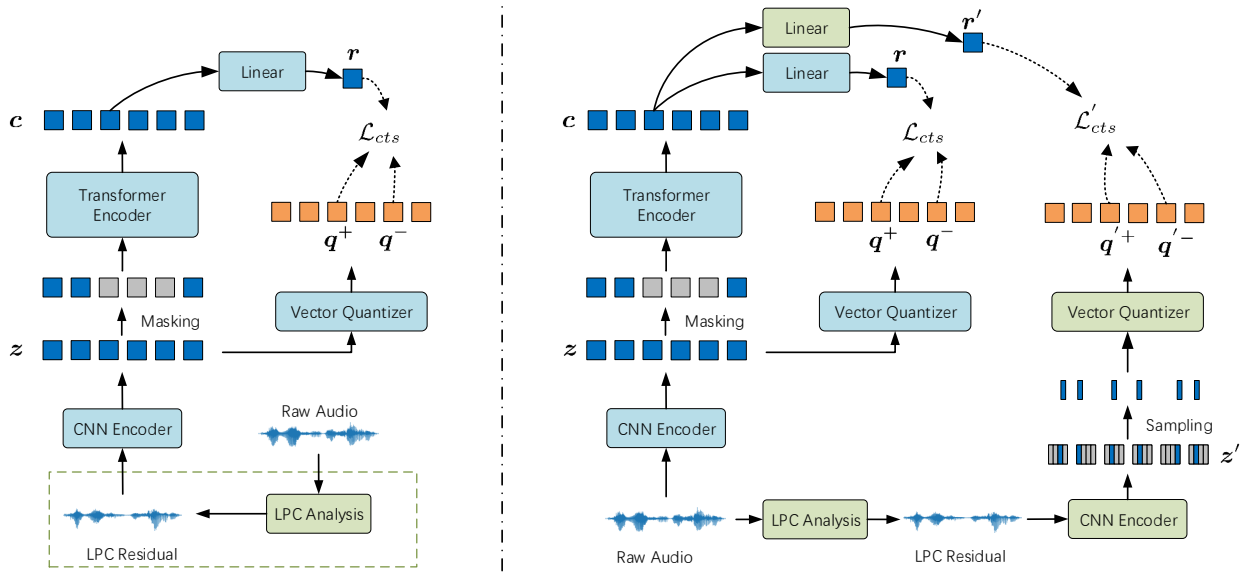 Linear
r
c
L_cts
Transformer
Encoder
q^+ q^-
Masking
Vector Quantizer
z
CNN Encoder
Raw Audio
LPC Analysis
LPC Residual
Linear
r'
Linear
r
c
L_cts
L'_cts
Transformer
Encoder
q^+ q^-
q'^+ q'^-
Masking
Vector Quantizer
Vector Quantizer
z
CNN Encoder
Sampling
z'
Raw Audio
LPC Analysis
LPC Residual
CNN Encoder